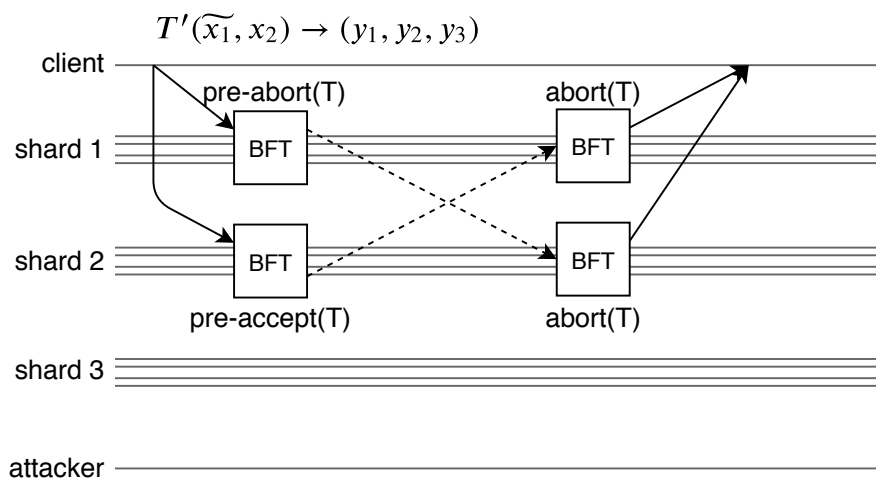 T′(x̃₁, x₂) → (y₁, y₂, y₃)
client
pre-abort(T) abort(T)
shard 1 BFT BFT
shard 2 BFT BFT
pre-accept(T) abort(T)
shard 3
attacker